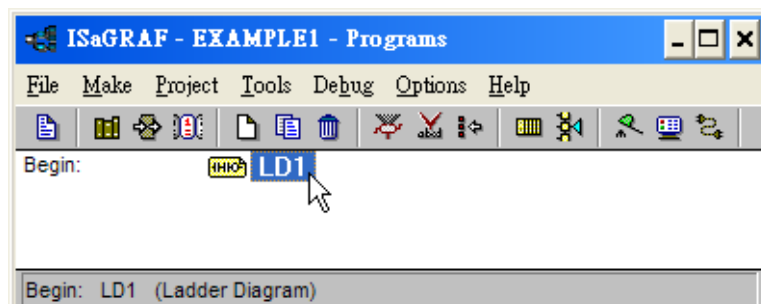 ISaGRAF - EXAMPLE1 - Programs
File Make Project Tools Debug Options Help
Begin: LD1
Begin: LD1 (Ladder Diagram)